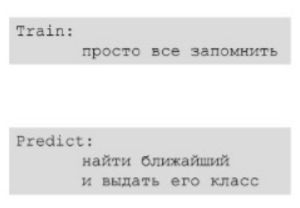 Train:
просто все запомнить
Predict:
найти ближайший
и выдать его класс